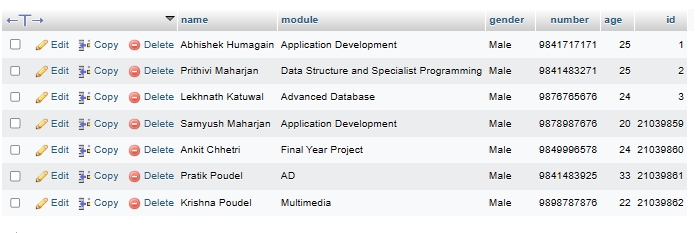 ←T→ name module gender number age id
Edit Copy Delete Abhishek Humagain Application Development Male 9841717171 25 1
Edit Copy Delete Prithivi Maharjan Data Structure and Specialist Programming Male 9841483271 25 2
Edit Copy Delete Lekhnath Katuwal Advanced Database Male 9876765676 24 3
Edit Copy Delete Samyush Maharjan Application Development Male 9878987676 20 21039859
Edit Copy Delete Ankit Chhetri Final Year Project Male 9849996578 24 21039860
Edit Copy Delete Pratik Poudel AD Male 9841483925 33 21039861
Edit Copy Delete Krishna Poudel Multimedia Male 9898787876 22 21039862